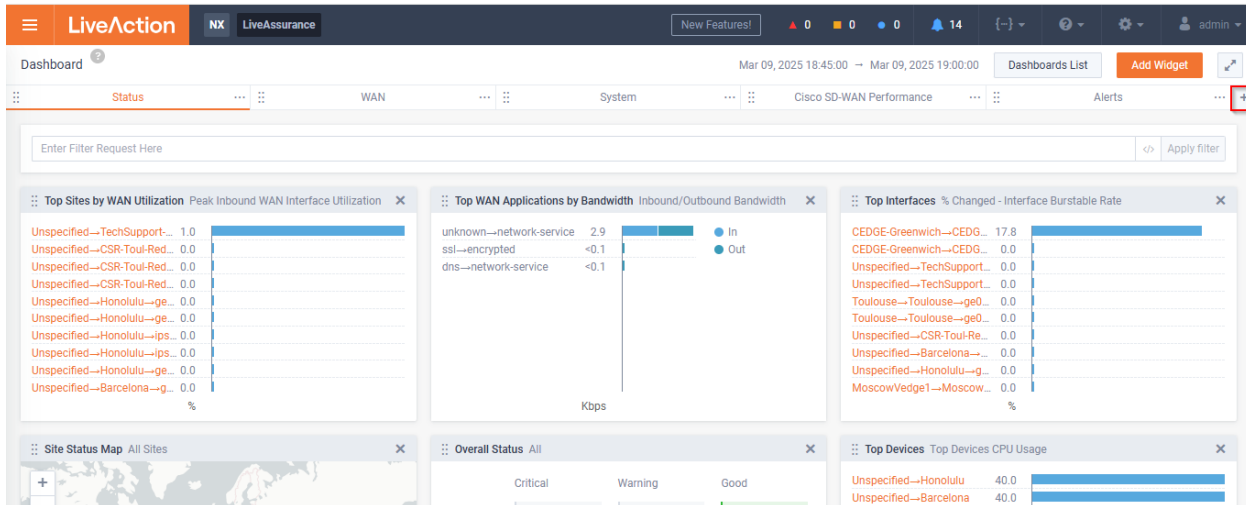 LiveAction NX LiveAssurance New Features! 0 0 0 14 {--} admin
Dashboard ? Mar 09, 2025 18:45:00 → Mar 09, 2025 19:00:00 Dashboards List Add Widget
Status ... WAN ... System ... Cisco SD-WAN Performance ... Alerts ... +
Enter Filter Request Here </> Apply filter
Top Sites by WAN Utilization Peak Inbound WAN Interface Utilization
Unspecified→TechSupport-... 1.0
Unspecified→CSR-Toul-Red... 0.0
Unspecified→CSR-Toul-Red... 0.0
Unspecified→CSR-Toul-Red... 0.0
Unspecified→Honolulu→ge... 0.0
Unspecified→Honolulu→ge... 0.0
Unspecified→Honolulu→ips... 0.0
Unspecified→Honolulu→ips... 0.0
Unspecified→Honolulu→ge... 0.0
Unspecified→Barcelona→g... 0.0
%
Top WAN Applications by Bandwidth Inbound/Outbound Bandwidth
unknown→network-service 2.9
ssl→encrypted <0.1
dns→network-service <0.1
In
Out
Kbps
Top Interfaces % Changed - Interface Burstable Rate
CEDGE-Greenwich→CEDG... 17.8
CEDGE-Greenwich→CEDG... 0.0
Unspecified→TechSupport... 0.0
Unspecified→TechSupport... 0.0
Toulouse→Toulouse→ge0... 0.0
Toulouse→Toulouse→ge0... 0.0
Unspecified→CSR-Toul-Re... 0.0
Unspecified→Barcelona→... 0.0
Unspecified→Honolulu→g... 0.0
MoscowVedge1→Moscow... 0.0
%
Site Status Map All Sites
+
Overall Status All
Critical Warning Good
Top Devices Top Devices CPU Usage
Unspecified→Honolulu 40.0
Unspecified→Barcelona 40.0